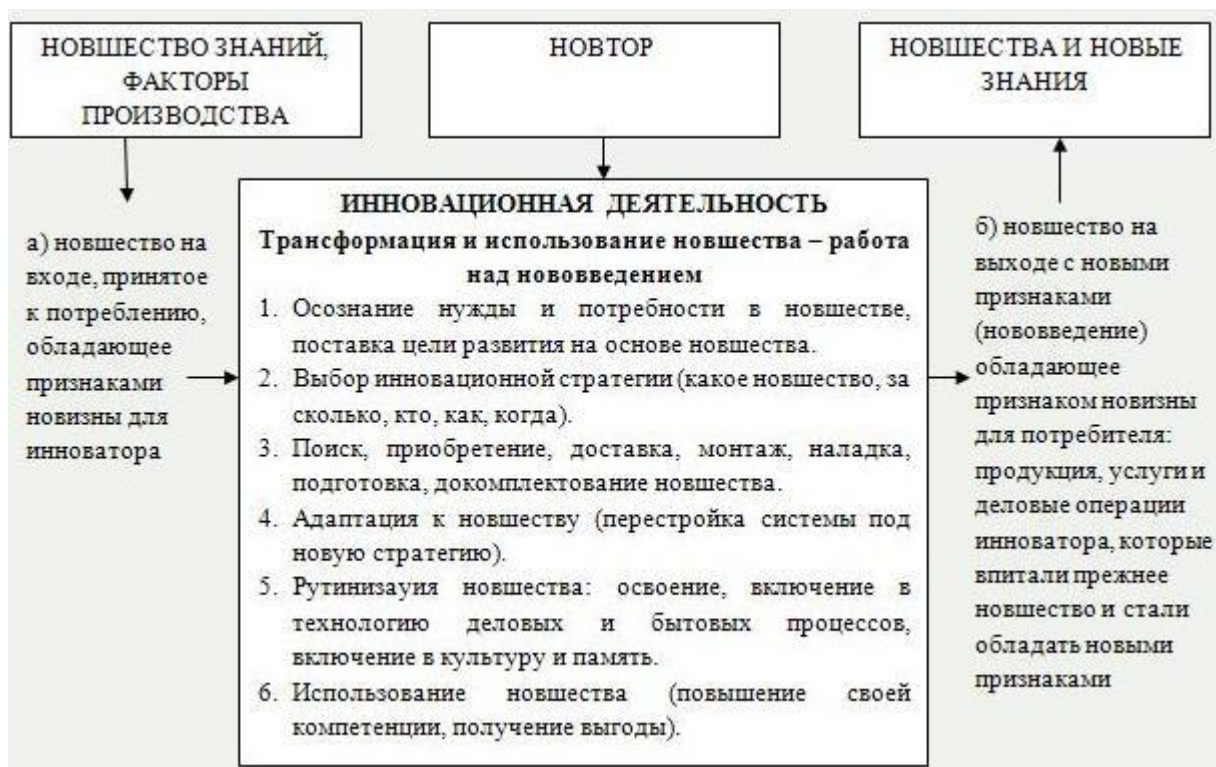 НОВШЕСТВО ЗНАНИЙ,
ФАКТОРЫ
ПРОИЗВОДСТВА
НОВТОР
НОВШЕСТВА И НОВЫЕ
ЗНАНИЯ
а) новшество на
входе, принятое
к потреблению,
обладающее
признаками
новизны для
инноватора
ИННОВАЦИОННАЯ ДЕЯТЕЛЬНОСТЬ
Трансформация и использование новшества – работа
над нововведением
1. Осознание нужды и потребности в новшестве,
поставка цели развития на основе новшества.
2. Выбор инновационной стратегии (какое новшество, за
сколько, кто, как, когда).
3. Поиск, приобретение, доставка, монтаж, наладка,
подготовка, докомплектование новшества.
4. Адаптация к новшеству (перестройка системы под
новую стратегию).
5. Рутинизауия новшества: освоение, включение в
технологию деловых и бытовых процессов,
включение в культуру и память.
6. Использование новшества (повышение своей
компетенции, получение выгоды).
б) новшество на
выходе с новыми
признаками
(нововведение)
обладающее
признаком новизны
для потребителя:
продукция, услуги и
деловые операции
инноватора, которые
впитали прежнее
новшество и стали
обладать новыми
признаками